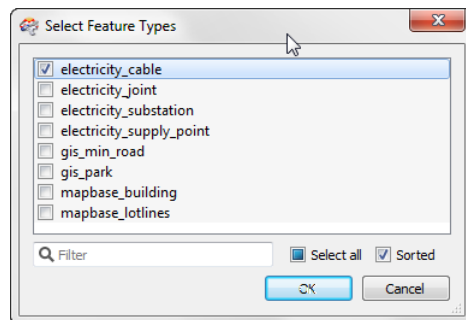 Select Feature Types
electricity_cable
electricity_joint
electricity_substation
electricity_supply_point
gis_min_road
gis_park
mapbase_building
mapbase_lotlines
Filter
Select all
Sorted
OK
Cancel